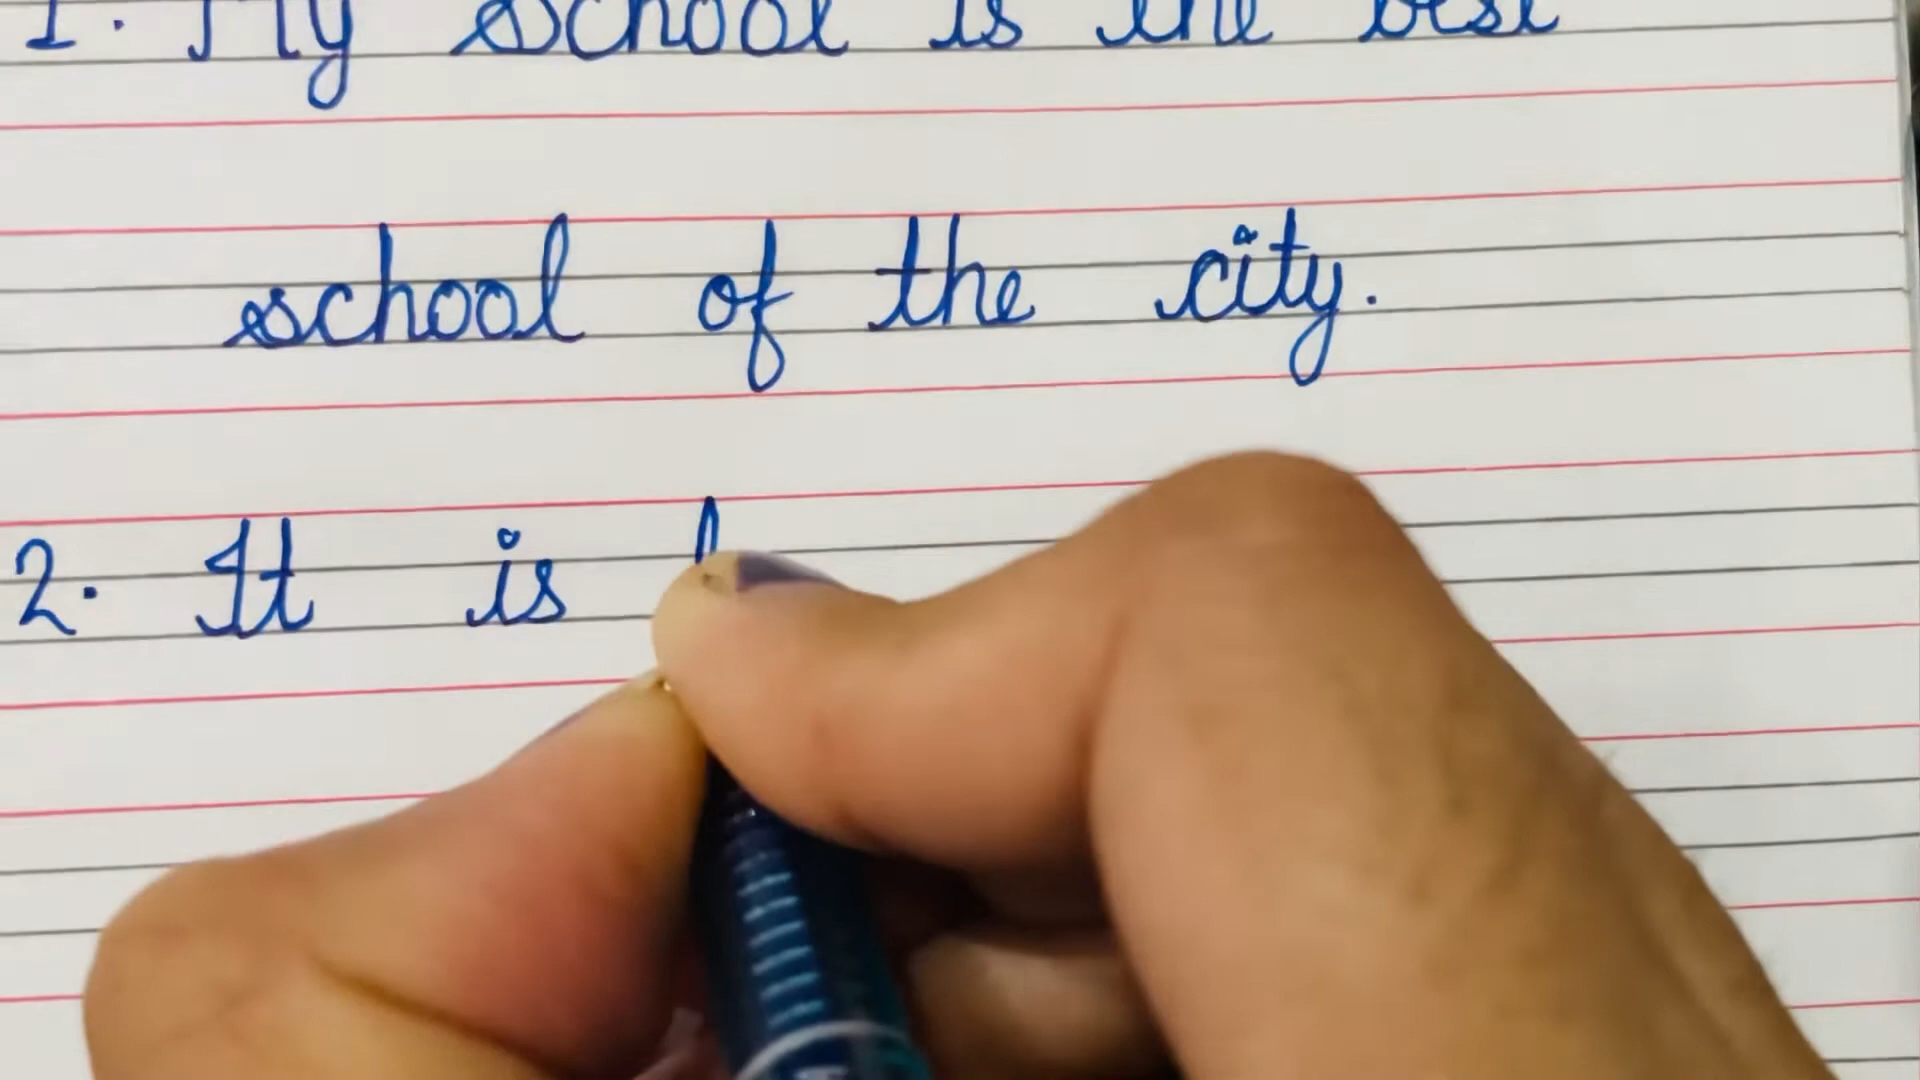 1. My school is the best
school of the city.
2. It is